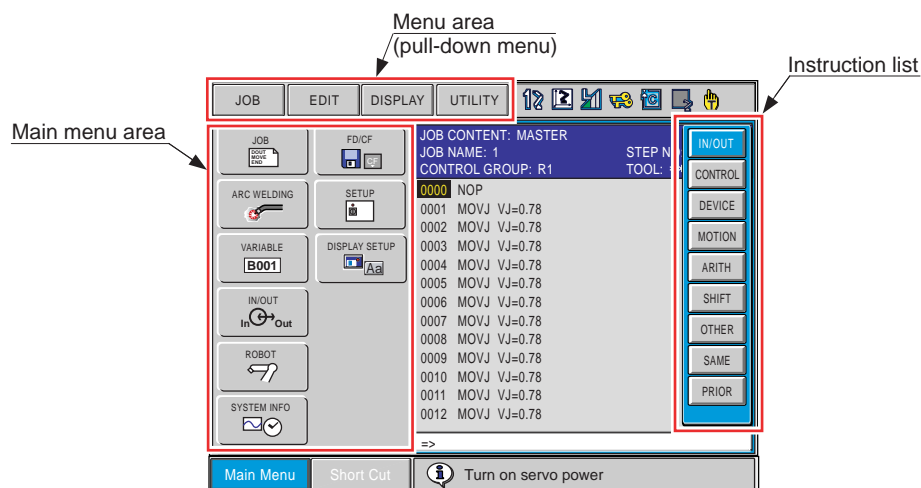 Menu area
(pull-down menu)
Instruction list
Main menu area
JOB EDIT DISPLAY UTILITY
JOB
DOUT
MOVE
END
FD/CF
CF
ARC WELDING
SETUP
VARIABLE
B001
DISPLAY SETUP
Aa
IN/OUT
In Out
ROBOT
SYSTEM INFO
JOB CONTENT: MASTER
JOB NAME: 1 STEP N
CONTROL GROUP: R1 TOOL:
0000 NOP
0001 MOVJ VJ=0.78
0002 MOVJ VJ=0.78
0003 MOVJ VJ=0.78
0004 MOVJ VJ=0.78
0005 MOVJ VJ=0.78
0006 MOVJ VJ=0.78
0007 MOVJ VJ=0.78
0008 MOVJ VJ=0.78
0009 MOVJ VJ=0.78
0010 MOVJ VJ=0.78
0011 MOVJ VJ=0.78
0012 MOVJ VJ=0.78
=>
IN/OUT
CONTROL
DEVICE
MOTION
ARITH
SHIFT
OTHER
SAME
PRIOR
Main Menu Short Cut Turn on servo power